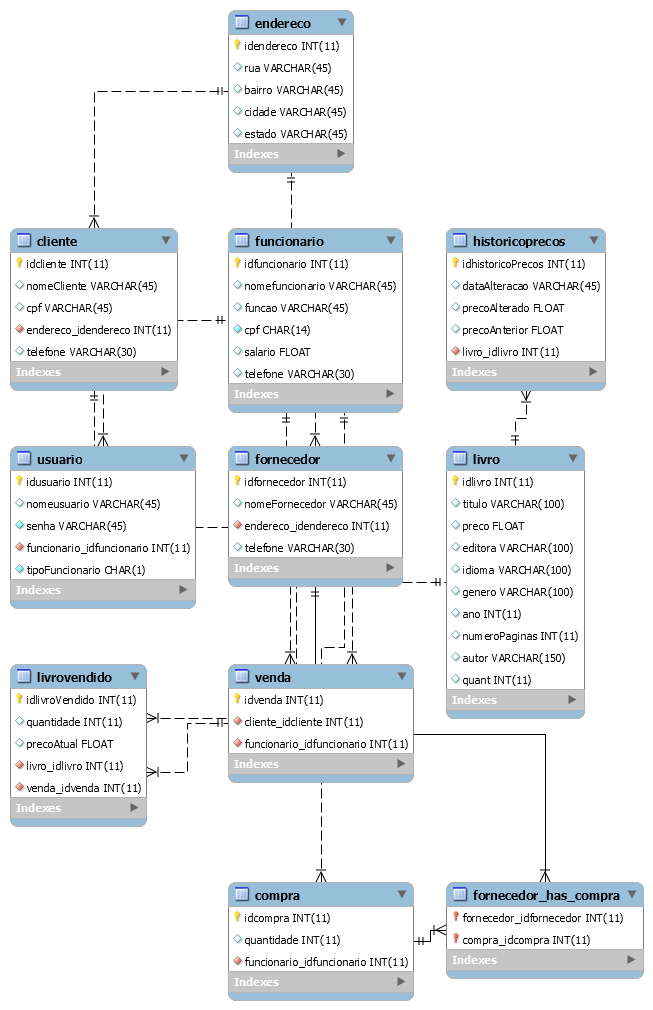 endereco
idendereco INT(11)
rua VARCHAR(45)
bairro VARCHAR(45)
cidade VARCHAR(45)
estado VARCHAR(45)
Indexes
cliente
idcliente INT(11)
nomeCliente VARCHAR(45)
cpf VARCHAR(45)
endereco_idendereco INT(11)
telefone VARCHAR(30)
Indexes
funcionario
idfuncionario INT(11)
nomefuncionario VARCHAR(45)
funcao VARCHAR(45)
cpf CHAR(14)
salario FLOAT
telefone VARCHAR(30)
Indexes
historicoprecos
idhistoricoPrecos INT(11)
dataAlteracao VARCHAR(45)
precoAlterado FLOAT
precoAnterior FLOAT
livro_idlivro INT(11)
Indexes
usuario
idusuario INT(11)
nomeusuario VARCHAR(45)
senha VARCHAR(45)
funcionario_idfuncionario INT(11)
tipoFuncionario CHAR(1)
Indexes
fornecedor
idfornecedor INT(11)
nomeFornecedor VARCHAR(45)
endereco_idendereco INT(11)
telefone VARCHAR(30)
Indexes
livro
idlivro INT(11)
titulo VARCHAR(100)
preco FLOAT
editora VARCHAR(100)
idioma VARCHAR(100)
genero VARCHAR(100)
ano INT(11)
numeroPaginas INT(11)
autor VARCHAR(150)
quant INT(11)
Indexes
livrovendido
idlivroVendido INT(11)
quantidade INT(11)
precoAtual FLOAT
livro_idlivro INT(11)
venda_idvenda INT(11)
Indexes
venda
idvenda INT(11)
cliente_idcliente INT(11)
funcionario_idfuncionario INT(11)
Indexes
compra
idcompra INT(11)
quantidade INT(11)
funcionario_idfuncionario INT(11)
Indexes
fornecedor_has_compra
fornecedor_idfornecedor INT(11)
compra_idcompra INT(11)
Indexes